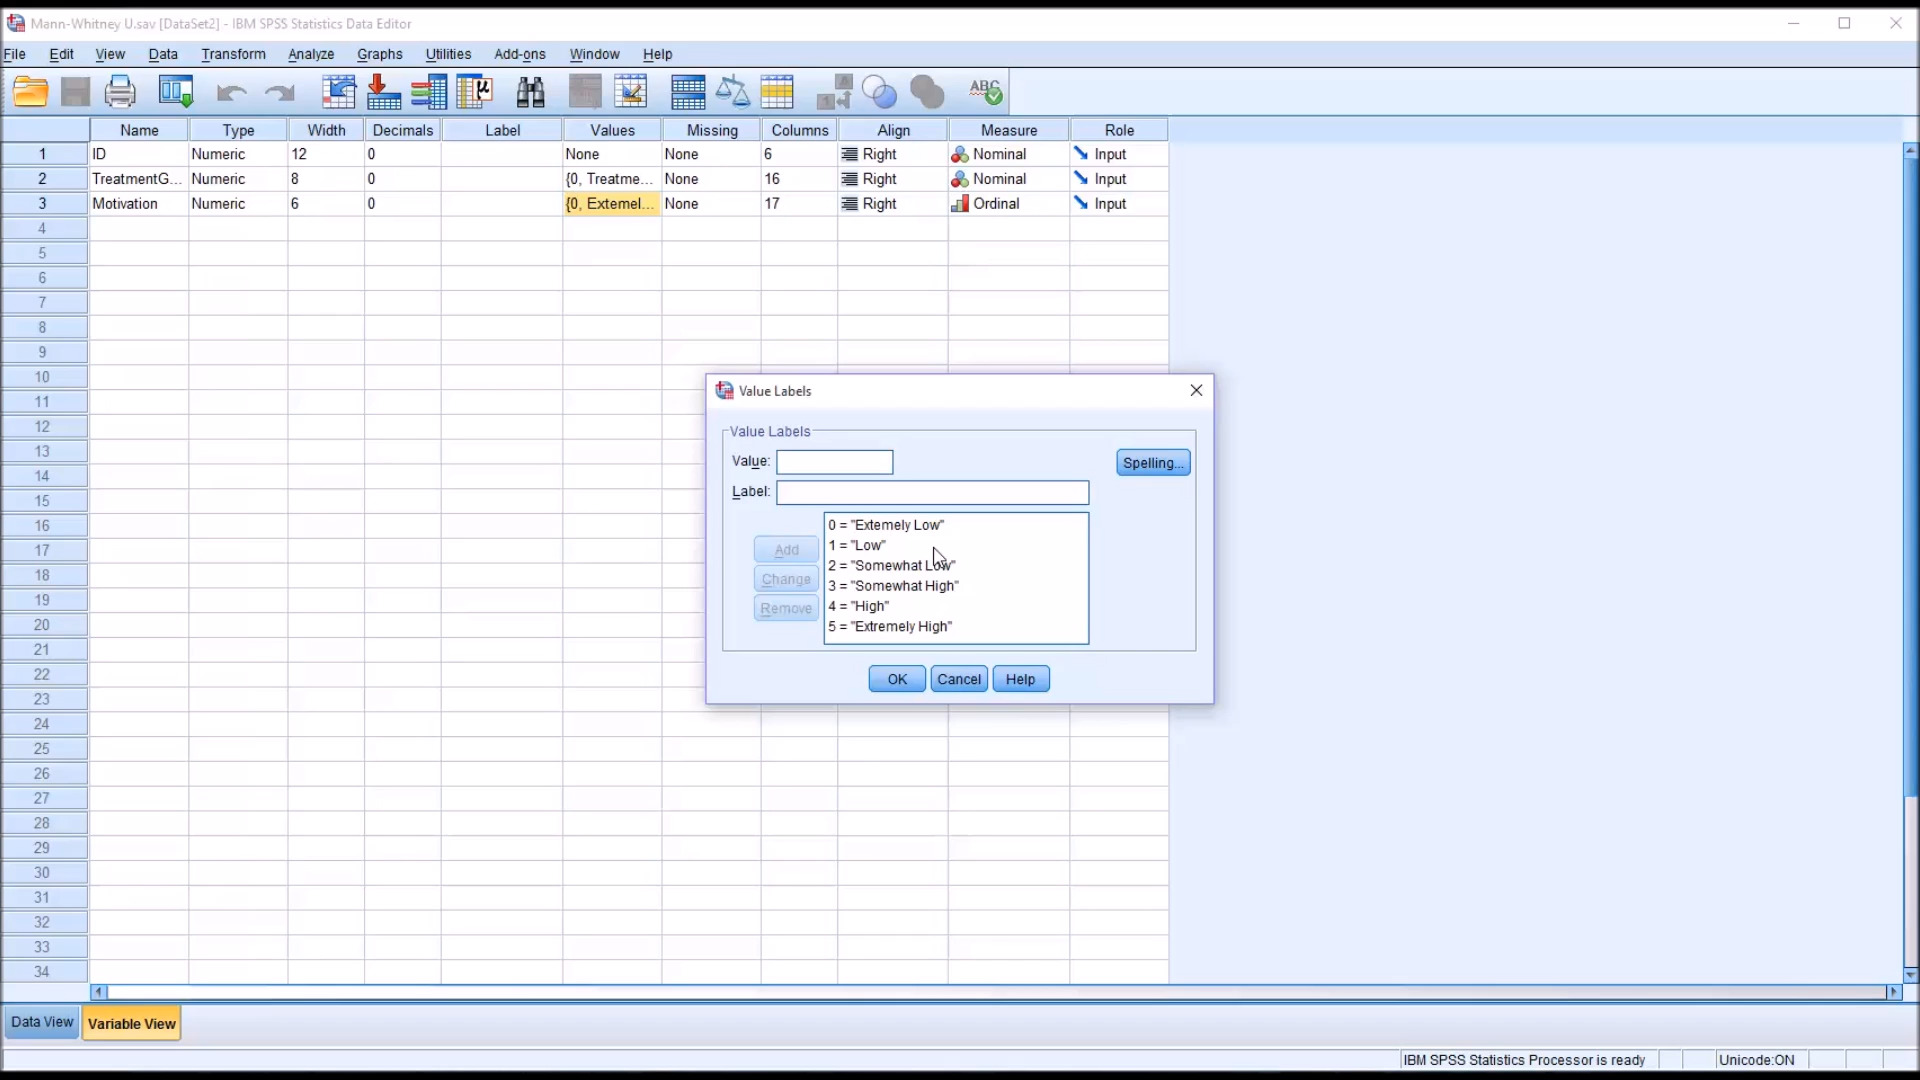 Mann-Whitney U.sav [DataSet2] - IBM SPSS Statistics Data Editor
File Edit View Data Transform Analyze Graphs Utilities Add-ons Window Help
Name Type Width Decimals Label Values Missing Columns Align Measure Role
1 ID Numeric 12 0 None None 6 Right Nominal Input
2 TreatmentG... Numeric 8 0 {0, Treatme... None 16 Right Nominal Input
3 Motivation Numeric 6 0 {0, Extemel... None 17 Right Ordinal Input
4
5
6
7
8
9
10
11
12
13
14
15
16
17
18
19
20
21
22
23
24
25
26
27
28
29
30
31
32
33
34
Value Labels
Value Labels
Value:
Spelling...
Label:
0 = "Extemely Low"
1 = "Low"
2 = "Somewhat Low"
3 = "Somewhat High"
4 = "High"
5 = "Extremely High"
Add
Change
Remove
OK Cancel Help
Data View Variable View
IBM SPSS Statistics Processor is ready Unicode:ON